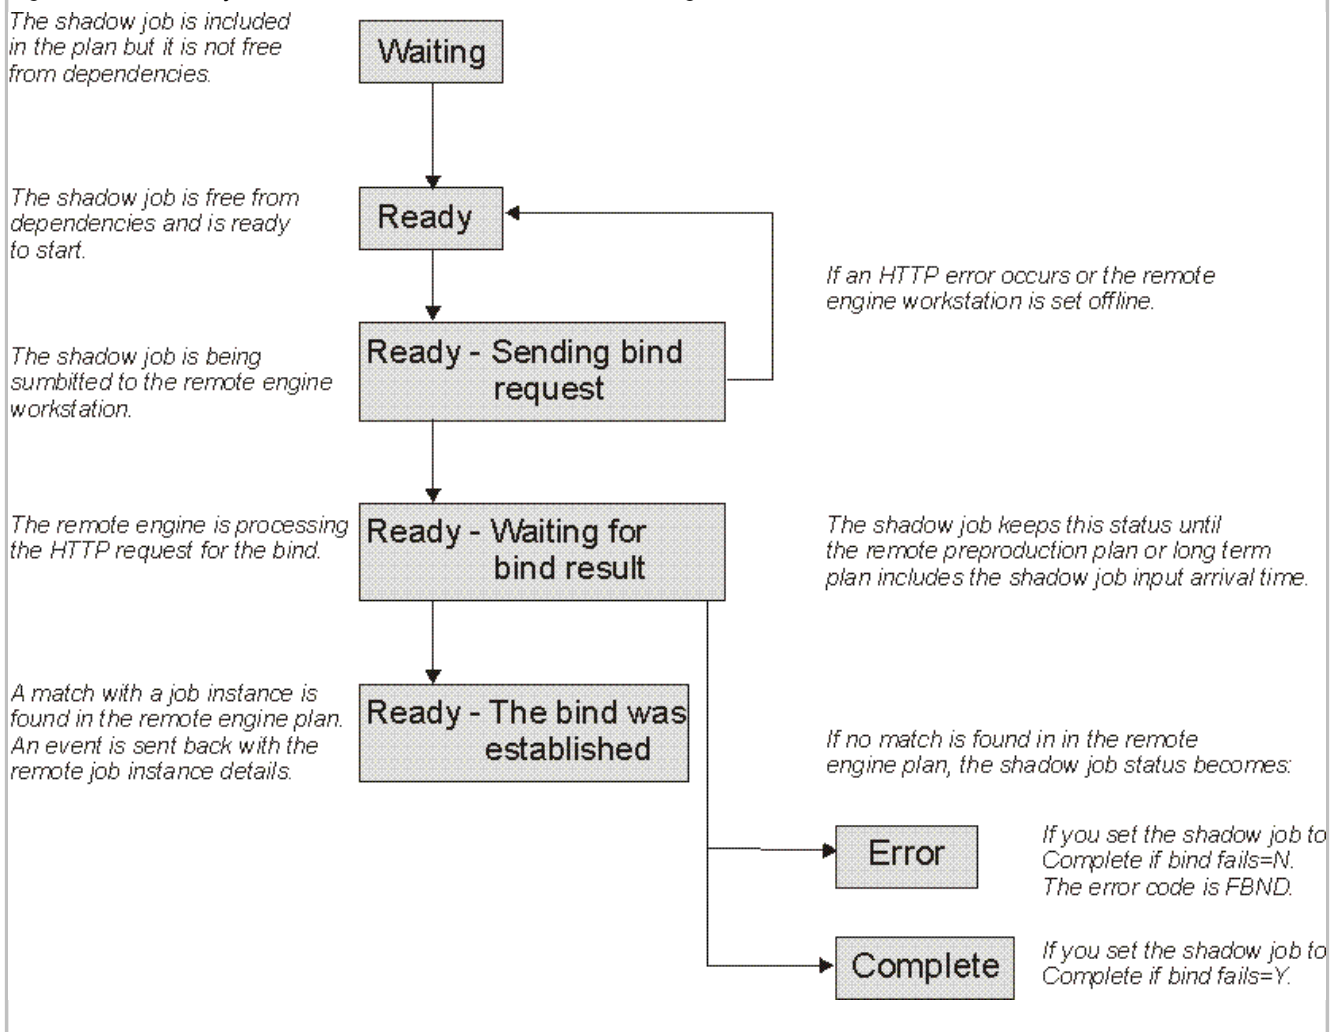 The shadow job is included
in the plan but it is not free
from dependencies.
Waiting
The shadow job is free from
dependencies and is ready
to start.
Ready
If an HTTP error occurs or the remote
engine workstation is set offline.
The shadow job is being
sumbitted to the remote engine
workstation.
Ready - Sending bind
request
The remote engine is processing
the HTTP request for the bind.
Ready - Waiting for
bind result
The shadow job keeps this status until
the remote preproduction plan or long term
plan includes the shadow job input arrival time.
A match with a job instance is
found in the remote engine plan.
An event is sent back with the
remote job instance details.
Ready - The bind was
established
If no match is found in in the remote
engine plan, the shadow job status becomes:
Error
If you set the shadow job to
Complete if bind fails=N.
The error code is FBND.
Complete
If you set the shadow job to
Complete if bind fails=Y.